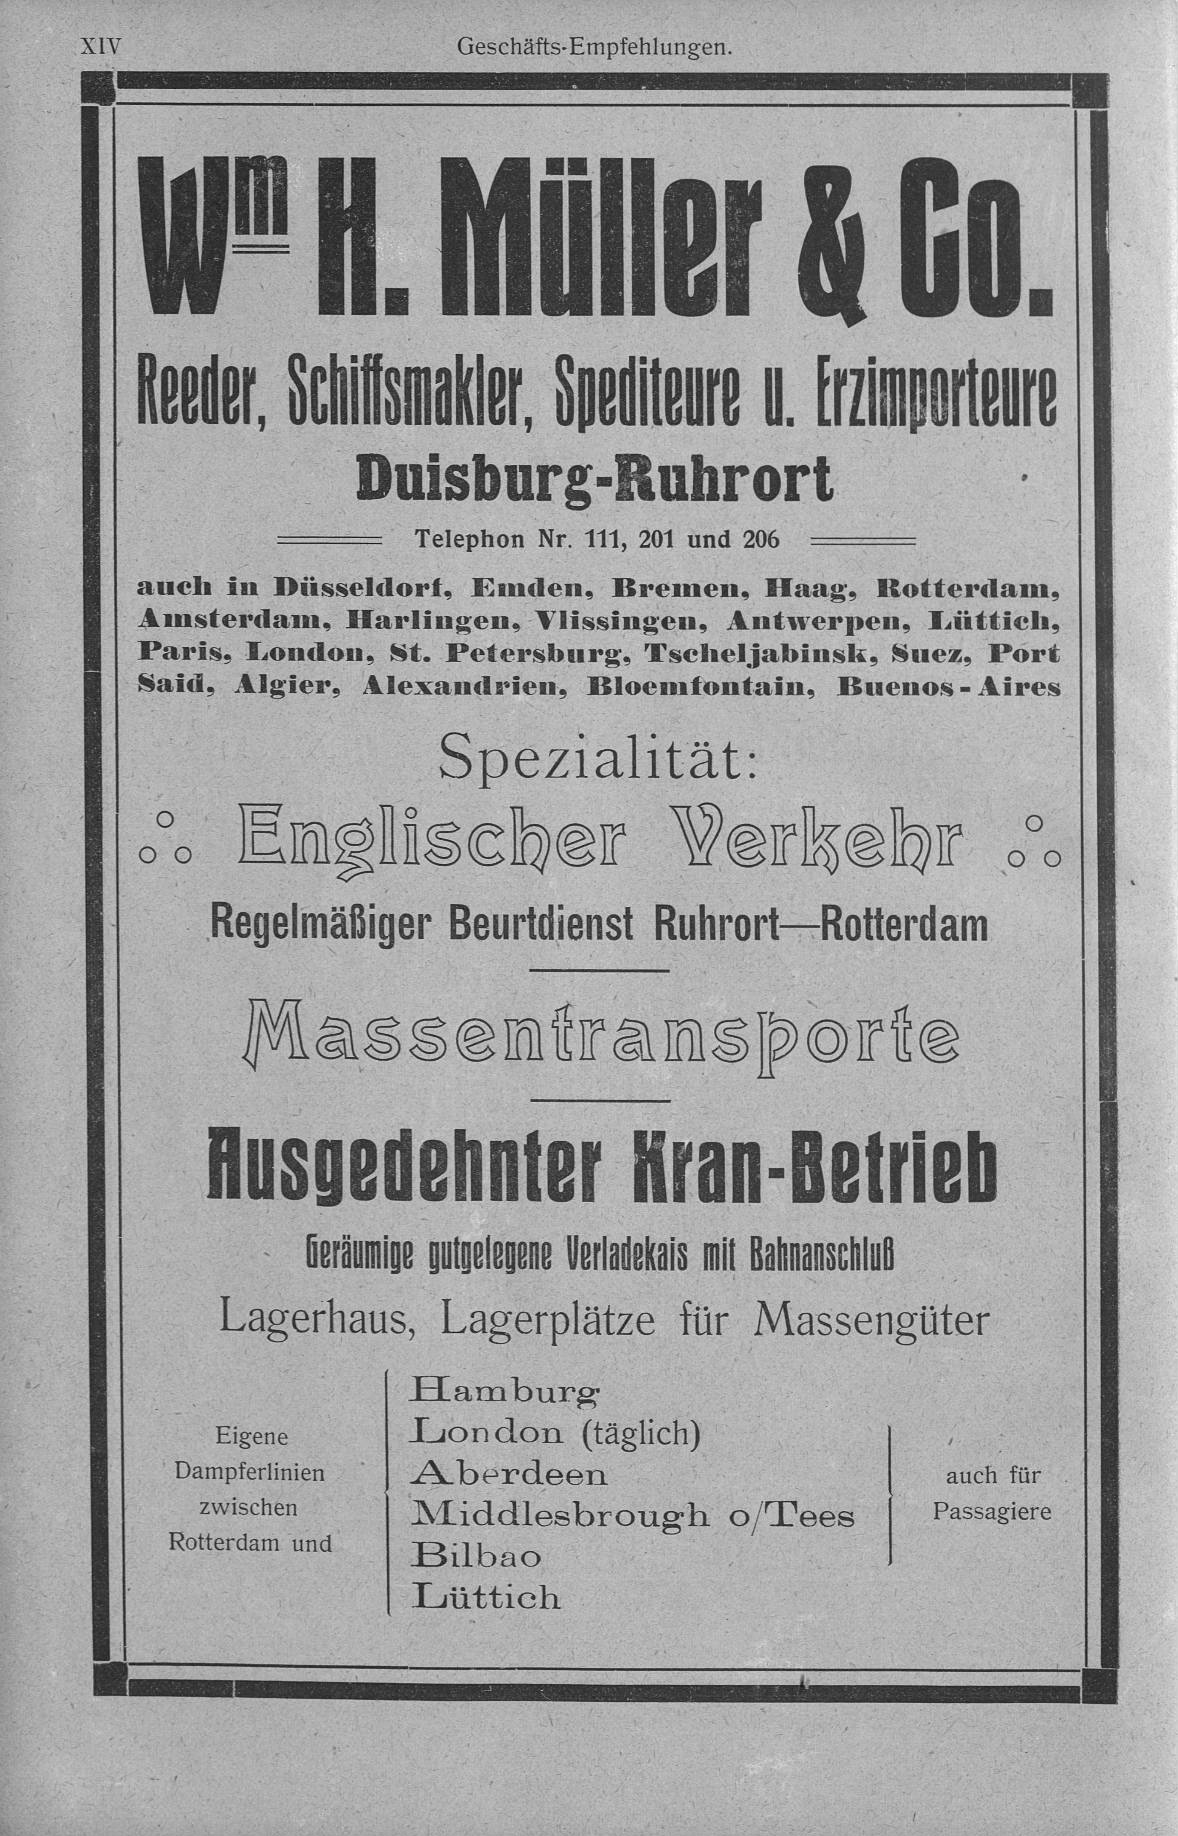 XIV
Geschäfts-Empfehlungen.
Wm H. Müller & Co.
Reeder, Schiffsmakler, Spediteure u. Erzimporteure
Duisburg-Ruhrort
Telephon Nr. 111, 201 und 206
auch in Düsseldorf, Emden, Bremen, Haag, Rotterdam,
Amsterdam, Harlingen, Vlissingen, Antwerpen, Lüttich,
Paris, London, St. Petersburg, Tscheljabinsk, Suez, Port
Said, Algier, Alexandrien, Bloemfontain, Buenos-Aires
Spezialität:
Englischer Verkehr
Regelmäßiger Beurtdienst Ruhrort—Rotterdam
Massentransporte
Ausgedehnter Kran-Betrieb
Geräumige gutgelegene Verladekais mit Bahnanschluß
Lagerhaus, Lagerplätze für Massengüter
Eigene
Dampferlinien
zwischen
Rotterdam und
Hamburg
London (täglich)
Aberdeen
Middlesbrough o/Tees
Bilbao
Lüttich
auch für
Passagiere